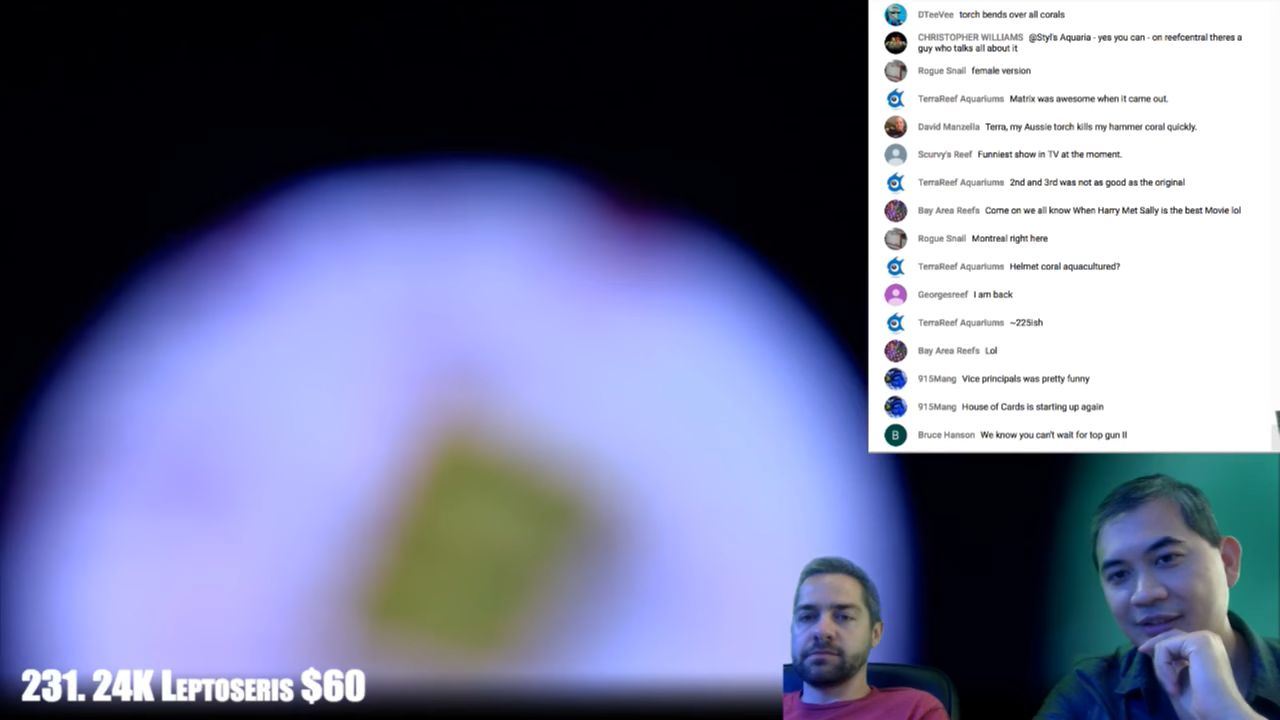 DTeeVee torch bends over all corals
CHRISTOPHER WILLIAMS @Styl's Aquaria - yes you can - on reefcentral theres a
guy who talks all about it
Rogue Snail female version
TerraReef Aquariums Matrix was awesome when it came out.
David Manzella Terra, my Aussie torch kills my hammer coral quickly.
Scurvy's Reef Funniest show in TV at the moment.
TerraReef Aquariums 2nd and 3rd was not as good as the original
Bay Area Reefs Come on we all know When Harry Met Sally is the best Movie lol
Rogue Snail Montreal right here
TerraReef Aquariums Helmet coral aquacultured?
Georgesreef I am back
TerraReef Aquariums ~225ish
Bay Area Reefs Lol
915Mang Vice principals was pretty funny
915Mang House of Cards is starting up again
B Bruce Hanson We know you can't wait for top gun II
231. 24K Leptoseris $60